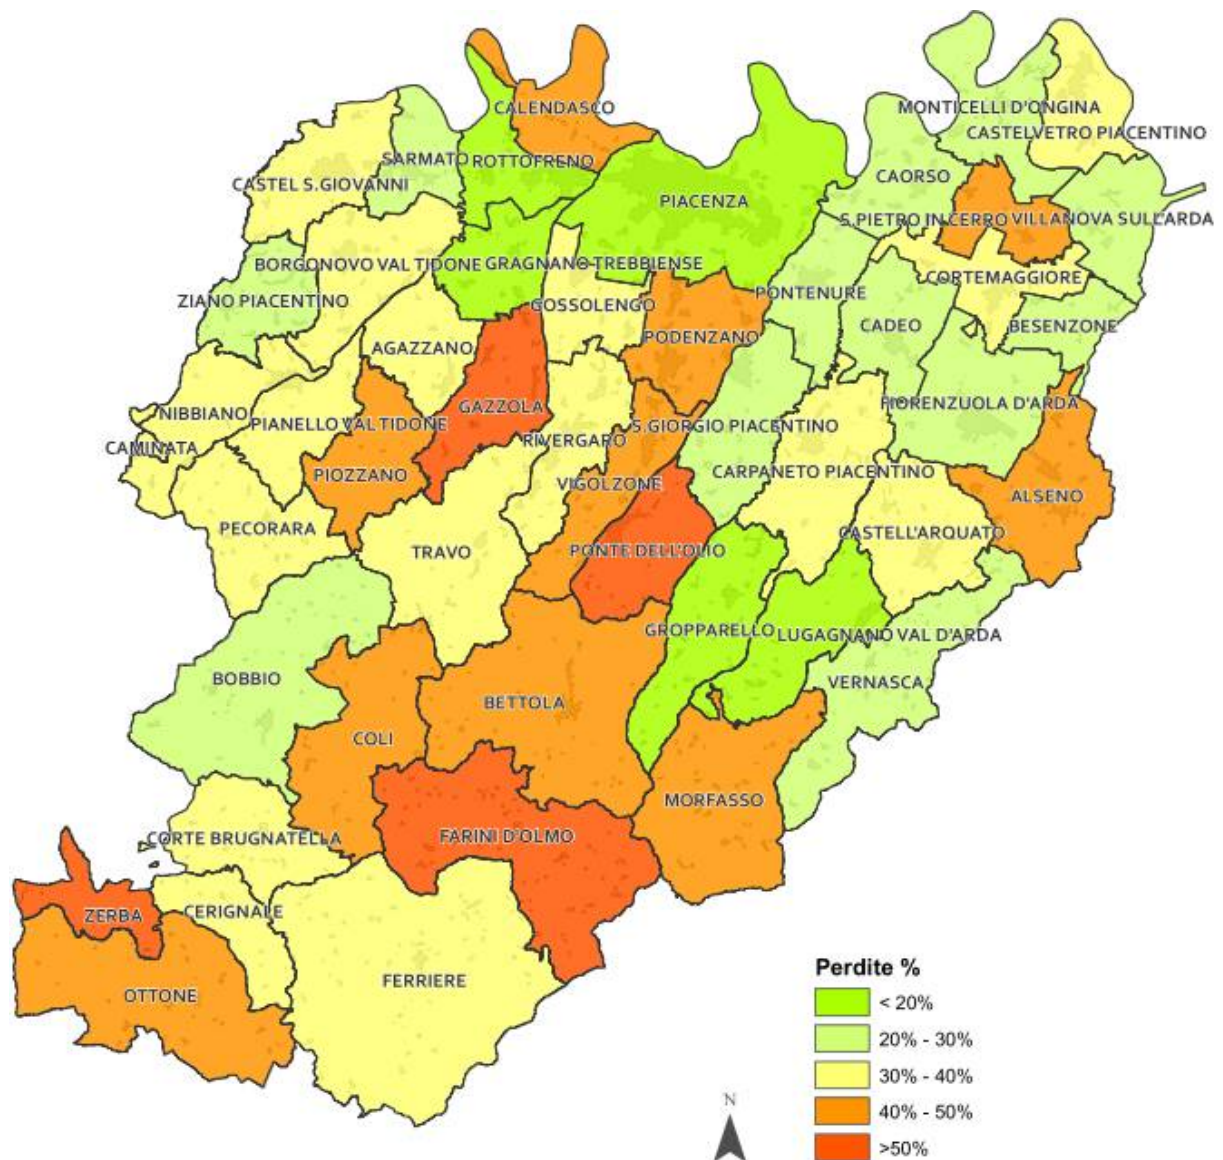 CALENDASCO
MONTICELLI D'ONGINA
CASTELVETRO PIACENTINO
SARMATO
ROTTOFRENO
CASTEL S.GIOVANNI
CAORSO
PIACENZA
S.PIETRO IN CERRO
VILLANOVA SULL'ARDA
BORGONOVO VAL TIDONE
GRAGNANO TREBBIENSE
CORTEMAGGIORE
ZIANO PIACENTINO
GOSSOLENGO
PONTENURE
CADEO
BESENZONE
AGAZZANO
PODENZANO
GAZZOLA
FIORENZUOLA D'ARDA
NIBBIANO
PIANELLO VAL TIDONE
S.GIORGIO PIACENTINO
CAMINATA
RIVERGARO
PIOZZANO
VIGOLZONE
CARPANETO PIACENTINO
ALSENO
PECORARA
TRAVO
PONTE DELL'OLIO
CASTELL'ARQUATO
GROPPARELLO
LUGAGNANO VAL D'ARDA
BOBBIO
VERNASCA
BETTOLA
COLI
MORFASSO
CORTE BRUGNATELLA
FARINI D'OLMO
ZERBA
CERIGNALE
OTTONE
FERRIERE
Perdite %
< 20%
20% - 30%
30% - 40%
40% - 50%
>50%
N